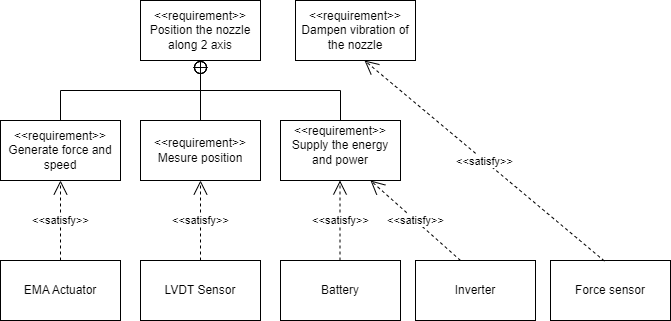 <<requirement>>
Position the nozzle
along 2 axis
<<requirement>>
Dampen vibration of
the nozzle
<<requirement>>
Generate force and
speed
<<requirement>>
Mesure position
<<requirement>>
Supply the energy
and power
<<satisfy>>
<<satisfy>>
<<satisfy>>
<<satisfy>>
<<satisfy>>
EMA Actuator
LVDT Sensor
Battery
Inverter
Force sensor